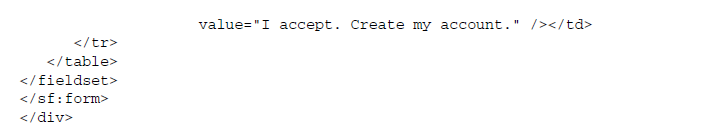 value="I accept. Create my account." /></td>
</tr>
</table>
</fieldset>
</sf:form>
</div>